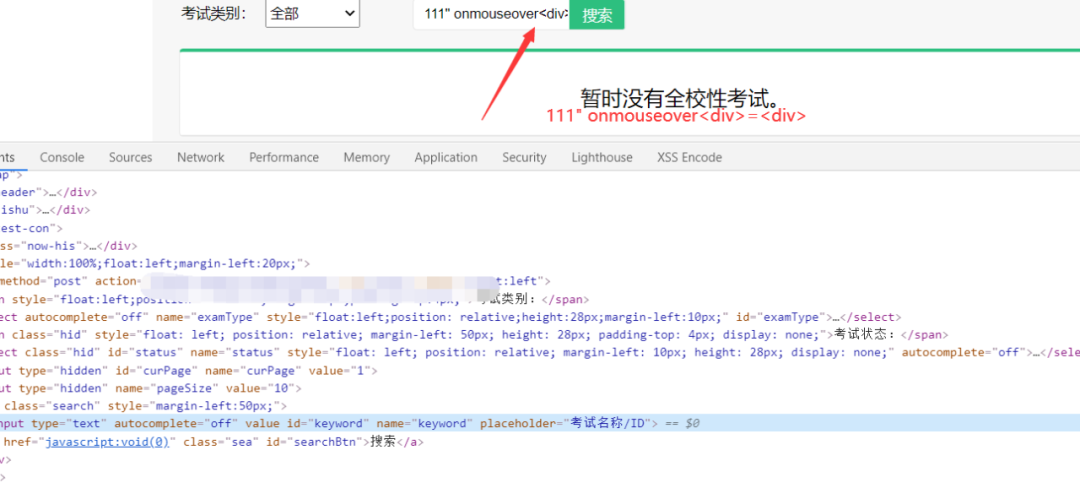 考试类别： 全部 111" onmouseover<div> 搜索
暂时没有全校性考试。
111" onmouseover<div>=<div>
nts Console Sources Network Performance Memory Application Security Lighthouse XSS Encode
ap">
eader">…</div>
ishu">…</div>
est-con">
ss="now-his">…</div>
le="width:100%;float:left;margin-left:20px;">
method="post" action= t:left">
n style="float:left;position 考试类别：</span>
ect autocomplete="off" name="examType" style="float:left;position: relative;height:28px;margin-left:10px;" id="examType">…</select>
n class="hid" style="float: left; position: relative; margin-left: 50px; height: 28px; padding-top: 4px; display: none;">考试状态：</span>
ect class="hid" id="status" name="status" style="float: left; position: relative; margin-left: 10px; height: 28px; display: none;" autocomplete="off">…</sele
ut type="hidden" id="curPage" name="curPage" value="1">
ut type="hidden" name="pageSize" value="10">
class="search" style="margin-left:50px;">
nput type="text" autocomplete="off" value id="keyword" name="keyword" placeholder="考试名称/ID"> == $0
href="javascript:void(0)" class="sea" id="searchBtn">搜索</a>
v>
>